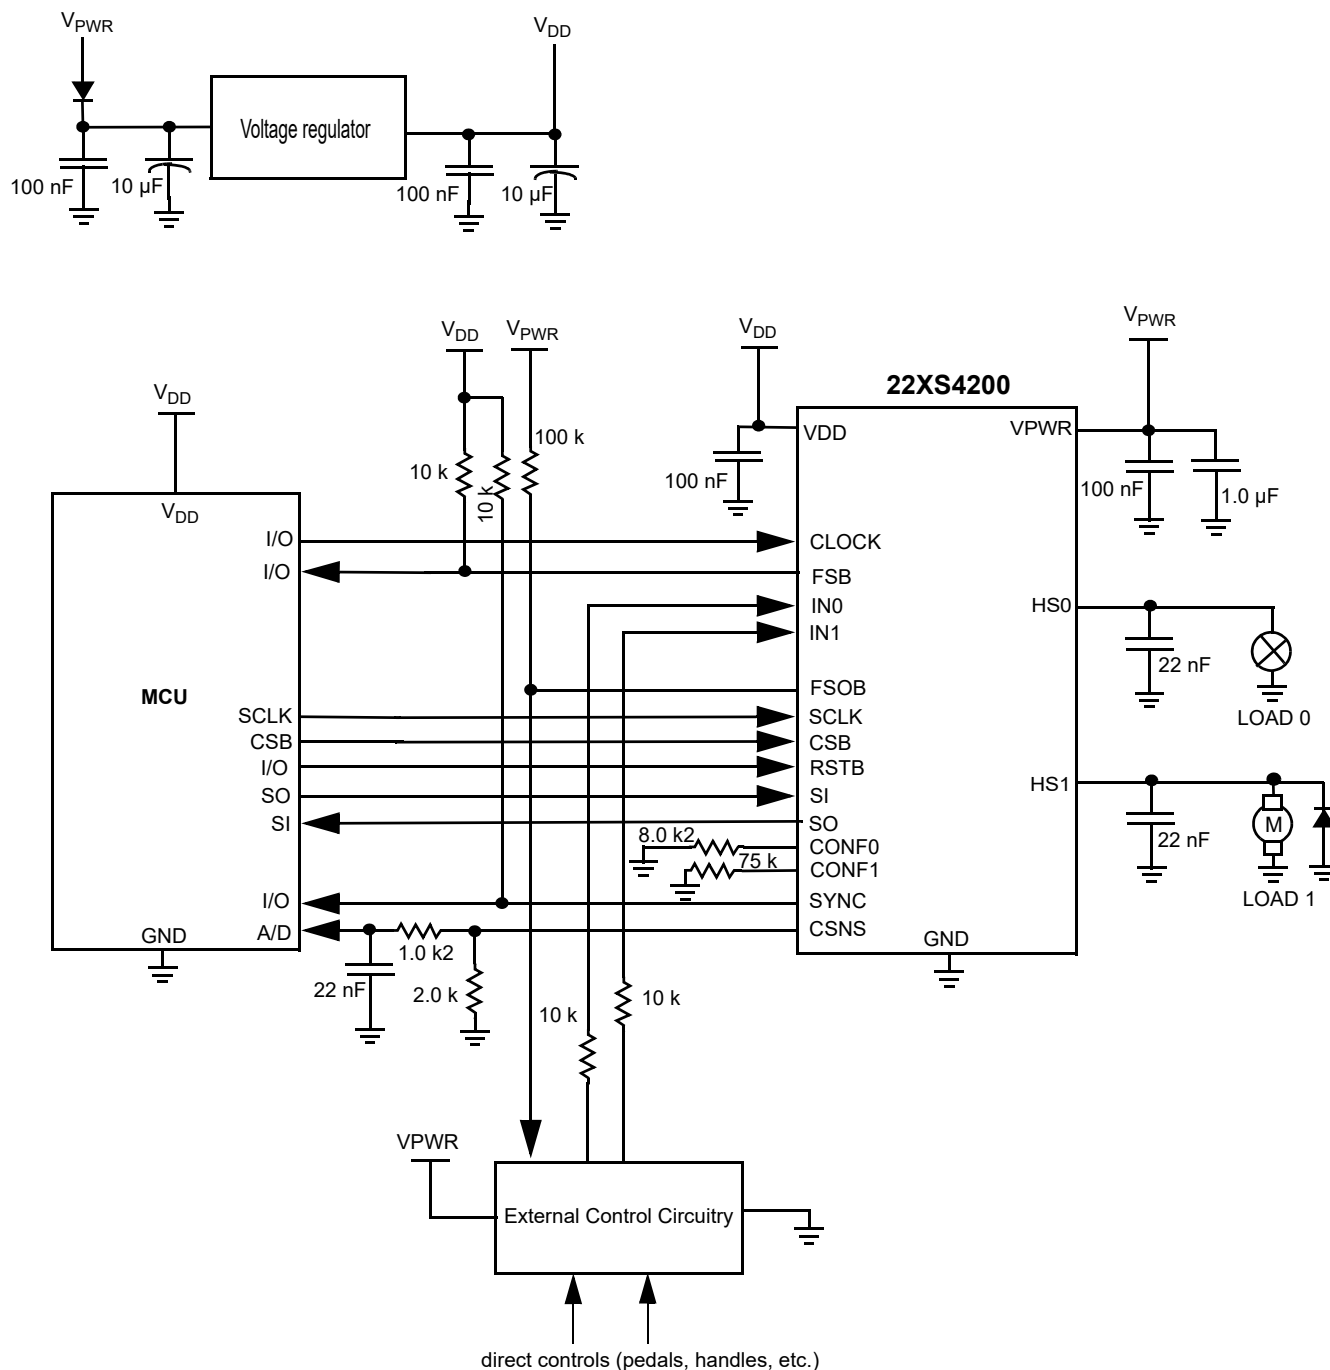 VPWR
VDD
Voltage regulator
100 nF
10 µF
100 nF
10 µF
VDD
VPWR
VDD
VPWR
22XS4200
VDD
100 k
VDD
VPWR
10 k
10 k
100 nF
100 nF
1.0 µF
VDD
I/O
CLOCK
I/O
FSB
IN0
HS0
IN1
22 nF
MCU
FSOB
LOAD 0
SCLK
SCLK
CSB
CSB
I/O
RSTB
HS1
SO
SI
SI
SO
M
8.0 k2
CONF0
22 nF
75 k
CONF1
LOAD 1
I/O
SYNC
GND
A/D
CSNS
GND
1.0 k2
22 nF
2.0 k
10 k
10 k
VPWR
External Control Circuitry
direct controls (pedals, handles, etc.)